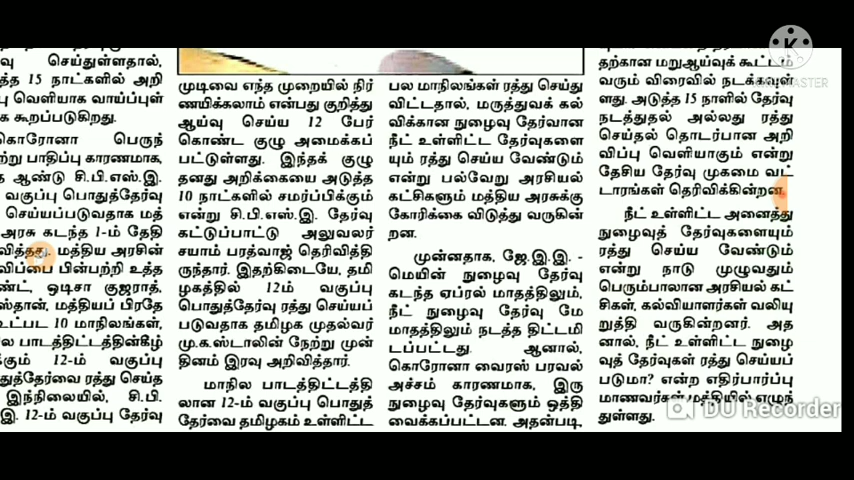 வு செய்துள்ளதால்,
த்த 15 நாட்களில் அறி
பு வெளியாக வாய்ப்புள்
க கூறப்படுகிறது.
கொரோனா பெருந்
ற்று பாதிப்பு காரணமாக,
த ஆண்டு சி.பி.எஸ்.இ.
வகுப்பு பொதுத்தேர்வு
செய்யப்படுவதாக மத்
அரசு கடந்த 1-ம் தேதி
வித்தது. மத்திய அரசின்
விப்பை பின்பற்றி உத்த
ண்ட், ஒடிசா குஜராத்,
ஸ்தான், மத்தியப் பிரதே
உட்பட 10 மாநிலங்கள்,
ல பாடத்திட்டத்தின்கீழ்
க்கும் 12-ம் வகுப்பு
துத்தேர்வை ரத்து செய்த
இந்நிலையில், சி.பி.
இ. 12-ம் வகுப்பு தேர்வு
முடிவை எந்த முறையில் நிர்
ணயிக்கலாம் என்பது குறித்து
ஆய்வு செய்ய 12 பேர்
கொண்ட குழு அமைக்கப்
பட்டுள்ளது. இந்தக் குழு
தனது அறிக்கையை அடுத்த
10 நாட்களில் சமர்ப்பிக்கும்
என்று சி.பி.எஸ்.இ. தேர்வு
கட்டுப்பாட்டு அலுவலர்
சயாம் பரத்வாஜ் தெரிவித்தி
ருந்தார். இதற்கிடையே, தமி
ழகத்தில் 12ம் வகுப்பு
பொதுத்தேர்வு ரத்து செய்யப்
படுவதாக தமிழக முதல்வர்
மு.க.ஸ்டாலின் நேற்று முன்
தினம் இரவு அறிவித்தார்.
மாநில பாடத்திட்டத்தி
லான 12-ம் வகுப்பு பொதுத்
தேர்வை தமிழகம் உள்ளிட்ட
பல மாநிலங்கள் ரத்து செய்து
விட்டதால், மருத்துவக் கல்
விக்கான நுழைவு தேர்வான
நீட் உள்ளிட்ட தேர்வுகளை
யும் ரத்து செய்ய வேண்டும்
என்று பல்வேறு அரசியல்
கட்சிகளும் மத்திய அரசுக்கு
கோரிக்கை விடுத்து வருகின்
றன.
முன்னதாக, ஜே.இ.இ. -
மெயின் நுழைவு தேர்வு
கடந்த ஏப்ரல் மாதத்திலும்,
நீட் நுழைவு தேர்வு மே
மாதத்திலும் நடத்த திட்டமி
டப்பட்டது. ஆனால்,
கொரோனா வைரஸ் பரவல்
அச்சம் காரணமாக, இரு
நுழைவு தேர்வுகளும் ஒத்தி
வைக்கப்பட்டன. அதன்படி,
தற்கான மறுஆய்வுக் கூட்டம்
வரும் விரைவில் நடக்கவுள்
ளது. அடுத்த 15 நாளில் தேர்வு
நடத்துதல் அல்லது ரத்து
செய்தல் தொடர்பான அறி
விப்பு வெளியாகும் என்று
தேசிய தேர்வு முகமை வட்
டாரங்கள் தெரிவிக்கின்றன.
நீட் உள்ளிட்ட அனைத்து
நுழைவுத் தேர்வுகளையும்
ரத்து செய்ய வேண்டும்
என்று நாடு முழுவதும்
பெரும்பாலான அரசியல் கட்
சிகள், கல்வியாளர்கள் வலியு
றுத்தி வருகின்றனர். அத
னால், நீட் உள்ளிட்ட நுழை
வுத் தேர்வுகள் ரத்து செய்யப்
படுமா? என்ற எதிர்பார்ப்பு
மாணவர்கள் மத்தியில் எழுந்
துள்ளது.
DU Recorder